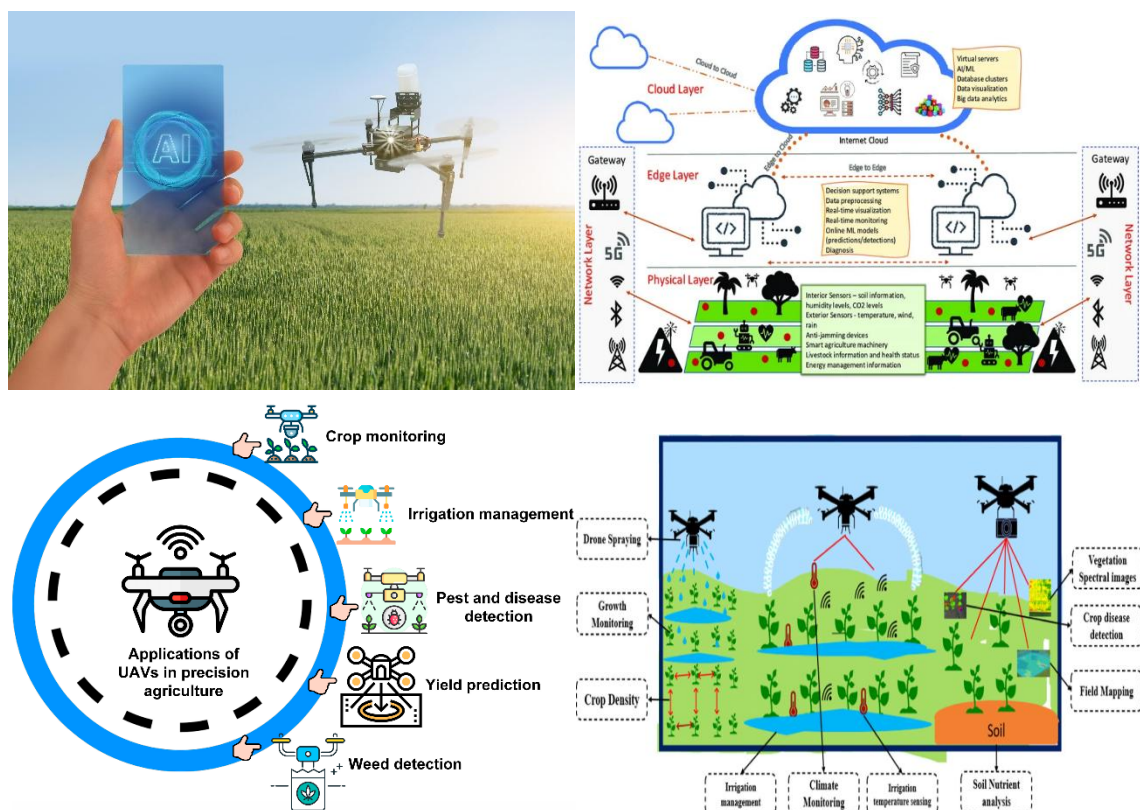 AI
Cloud to Cloud
Cloud Layer
Virtual servers
AI/ML
Database clusters
Data visualization
Big data analytics
Internet Cloud
Edge to Cloud
Gateway
Edge Layer
Edge to Edge
Gateway
Decision support systems
Data preprocessing
Real-time visualization
Real-time monitoring
Online ML models
(predictions/detections)
Diagnosis
5G
Network Layer
5G
Network Layer
Physical Layer
Interior Sensors – soil information,
humidity levels, CO2 levels
Exterior Sensors - temperature, wind,
rain
Anti-jamming devices
Smart agriculture machinery
Livestock information and health status
Energy management information
Applications of
UAVs in precision
agriculture
Crop monitoring
Irrigation management
Pest and disease
detection
Yield prediction
Weed detection
Drone Spraying
Growth
Monitoring
Crop Density
Vegetation
Spectral images
Crop disease
detection
Field Mapping
Soil
Irrigation
management
Climate
Monitoring
Irrigation
temperature sensing
Soil Nutrient
analysis